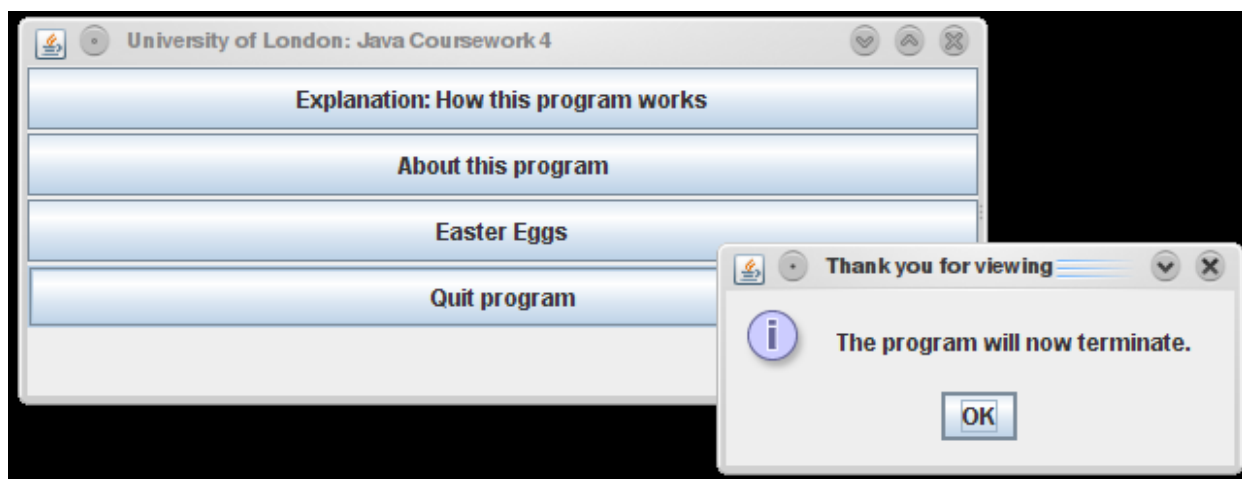 University of London: Java Coursework 4
Explanation: How this program works
About this program
Easter Eggs
Quit program
Thank you for viewing
The program will now terminate.
OK